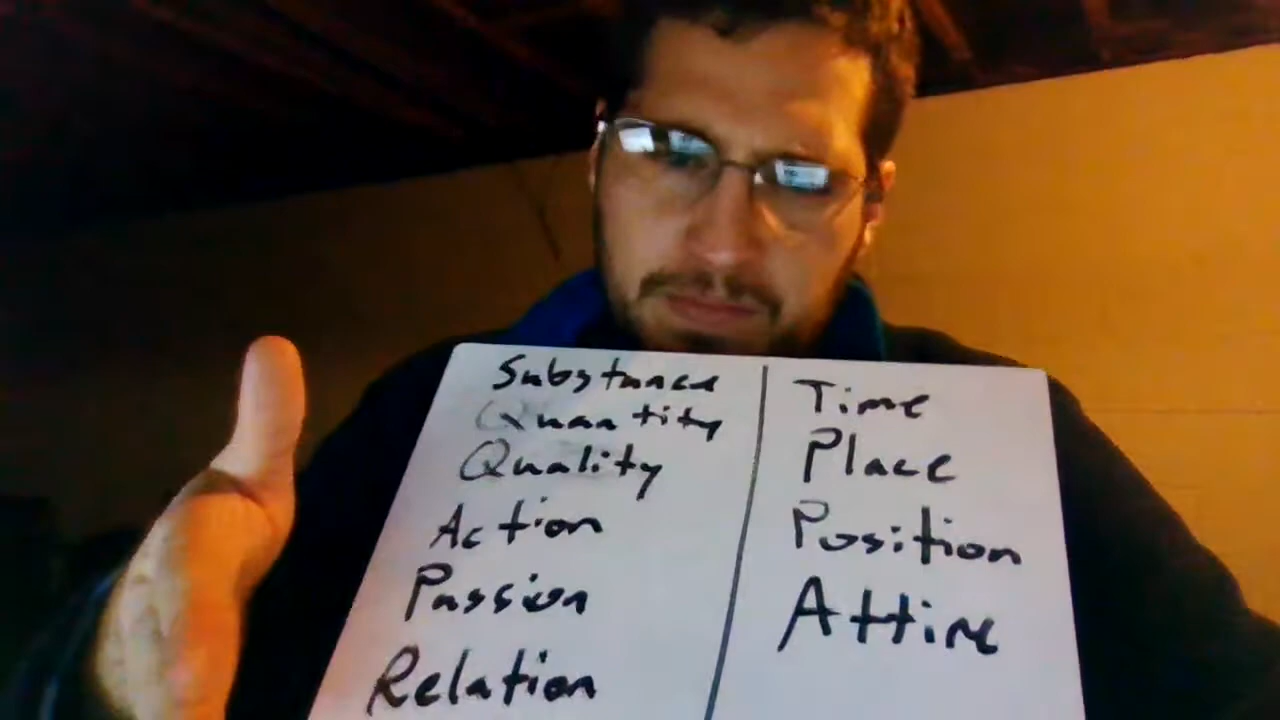 Substance
Quantity
Quality
Action
Passion
Relation
Time
Place
Position
Attire